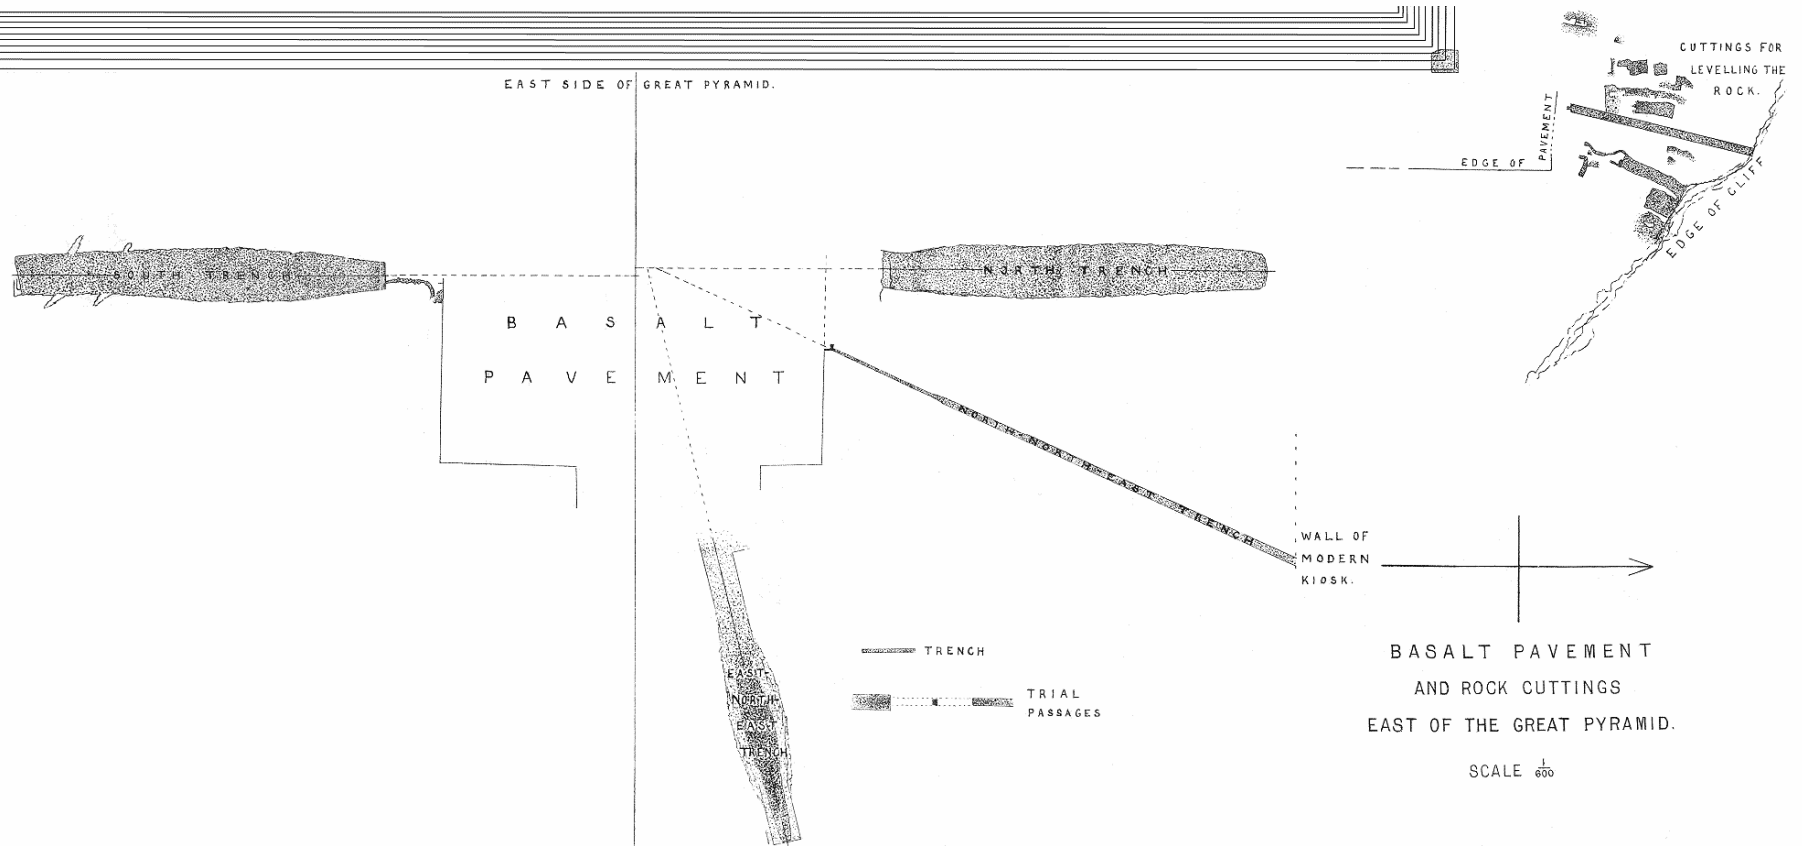 CUTTINGS FOR
LEVELLING THE
ROCK.
EAST SIDE OF GREAT PYRAMID.
PAVEMENT
EDGE OF
EDGE OF CLIFF
SOUTH TRENCH
NORTH TRENCH
BASALT
PAVEMENT
NORTH-NORTH-EAST TRENCH
WALL OF
MODERN
KIOSK.
EAST-
NORTH-
EAST
TRENCH
TRENCH
TRIAL
PASSAGES
BASALT PAVEMENT
AND ROCK CUTTINGS
EAST OF THE GREAT PYRAMID.
SCALE 1/600